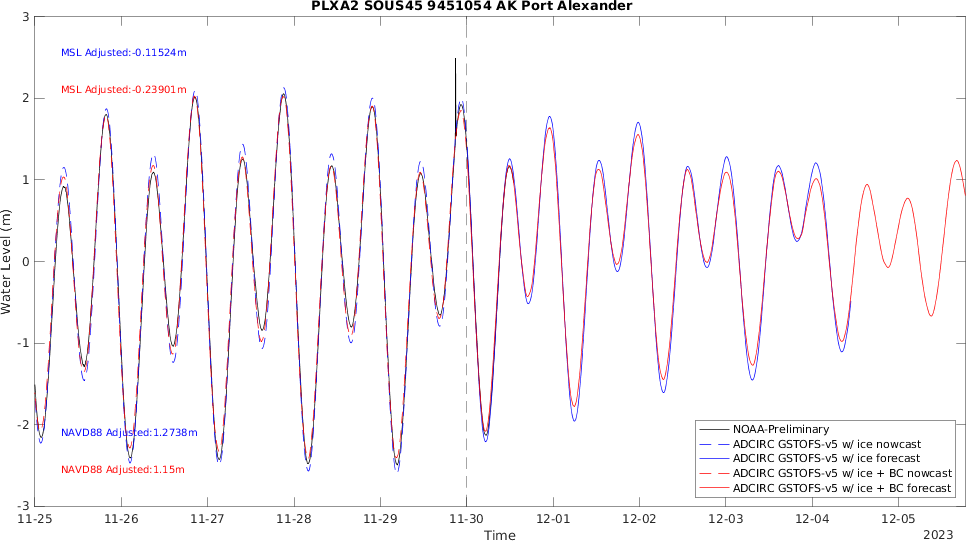 PLXA2 SOUS45 9451054 AK Port Alexander
3
2
1
0
-1
-2
-3
Water Level (m)
MSL Adjusted:-0.11524m
MSL Adjusted:-0.23901m
NAVD88 Adjusted:1.2738m
NAVD88 Adjusted:1.15m
NOAA-Preliminary
ADCIRC GSTOFS-v5 w/ ice nowcast
ADCIRC GSTOFS-v5 w/ ice forecast
ADCIRC GSTOFS-v5 w/ ice + BC nowcast
ADCIRC GSTOFS-v5 w/ ice + BC forecast
11-25 11-26 11-27 11-28 11-29 11-30 12-01 12-02 12-03 12-04 12-05
Time
2023